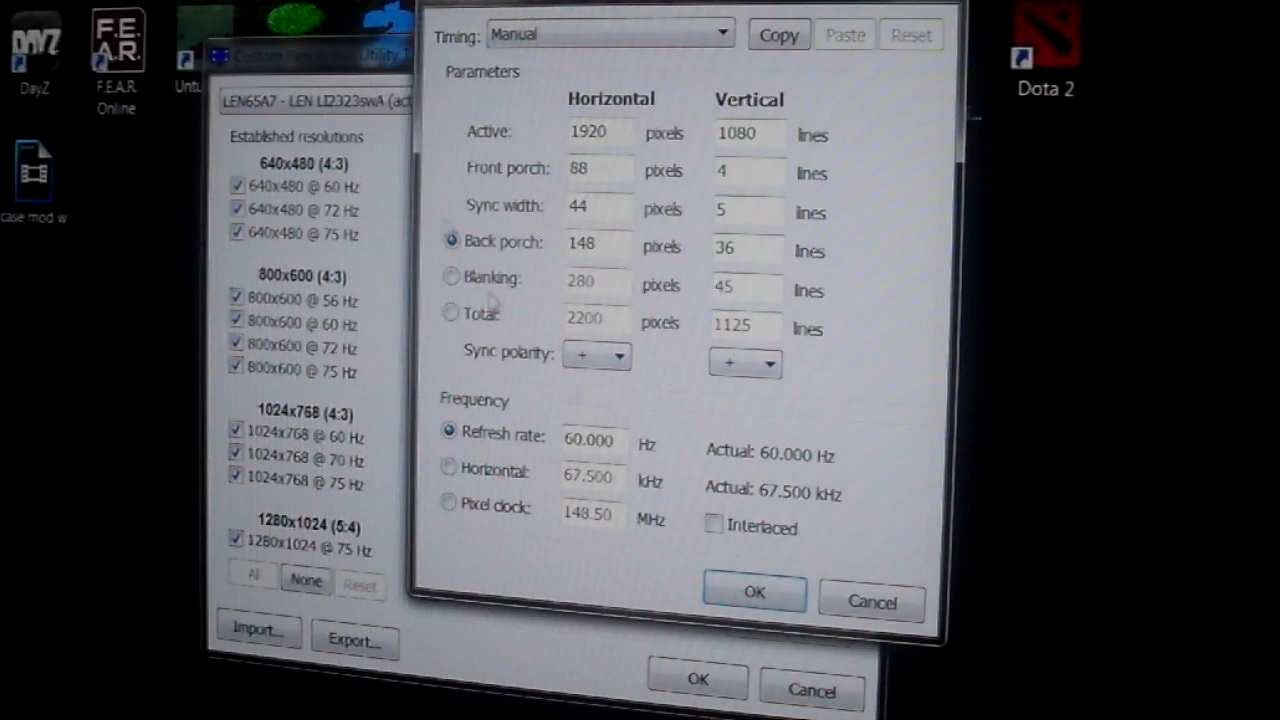 DAYZ
DayZ
F.E.
A.R.
F.E.A.R.
Online
Untu
case mod w
Dota 2
Utility
LEN65A7 - LEN LI2323swA (act
Established resolutions
640x480 (4:3)
640x480 @ 60 Hz
640x480 @ 72 Hz
640x480 @ 75 Hz
800x600 (4:3)
800x600 @ 56 Hz
800x600 @ 60 Hz
800x600 @ 72 Hz
800x600 @ 75 Hz
1024x768 (4:3)
1024x768 @ 60 Hz
1024x768 @ 70 Hz
1024x768 @ 75 Hz
1280x1024 (5:4)
1280x1024 @ 75 Hz
All None Reset
Import... Export...
OK Cancel
Timing: Manual Copy Paste Reset
Parameters
Horizontal Vertical
Active: 1920 pixels 1080 lines
Front porch: 88 pixels 4 lines
Sync width: 44 pixels 5 lines
Back porch: 148 pixels 36 lines
Blanking: 280 pixels 45 lines
Total: 2200 pixels 1125 lines
Sync polarity: + +
Frequency
Refresh rate: 60.000 Hz Actual: 60.000 Hz
Horizontal: 67.500 kHz Actual: 67.500 kHz
Pixel clock: 148.50 MHz Interlaced
OK Cancel